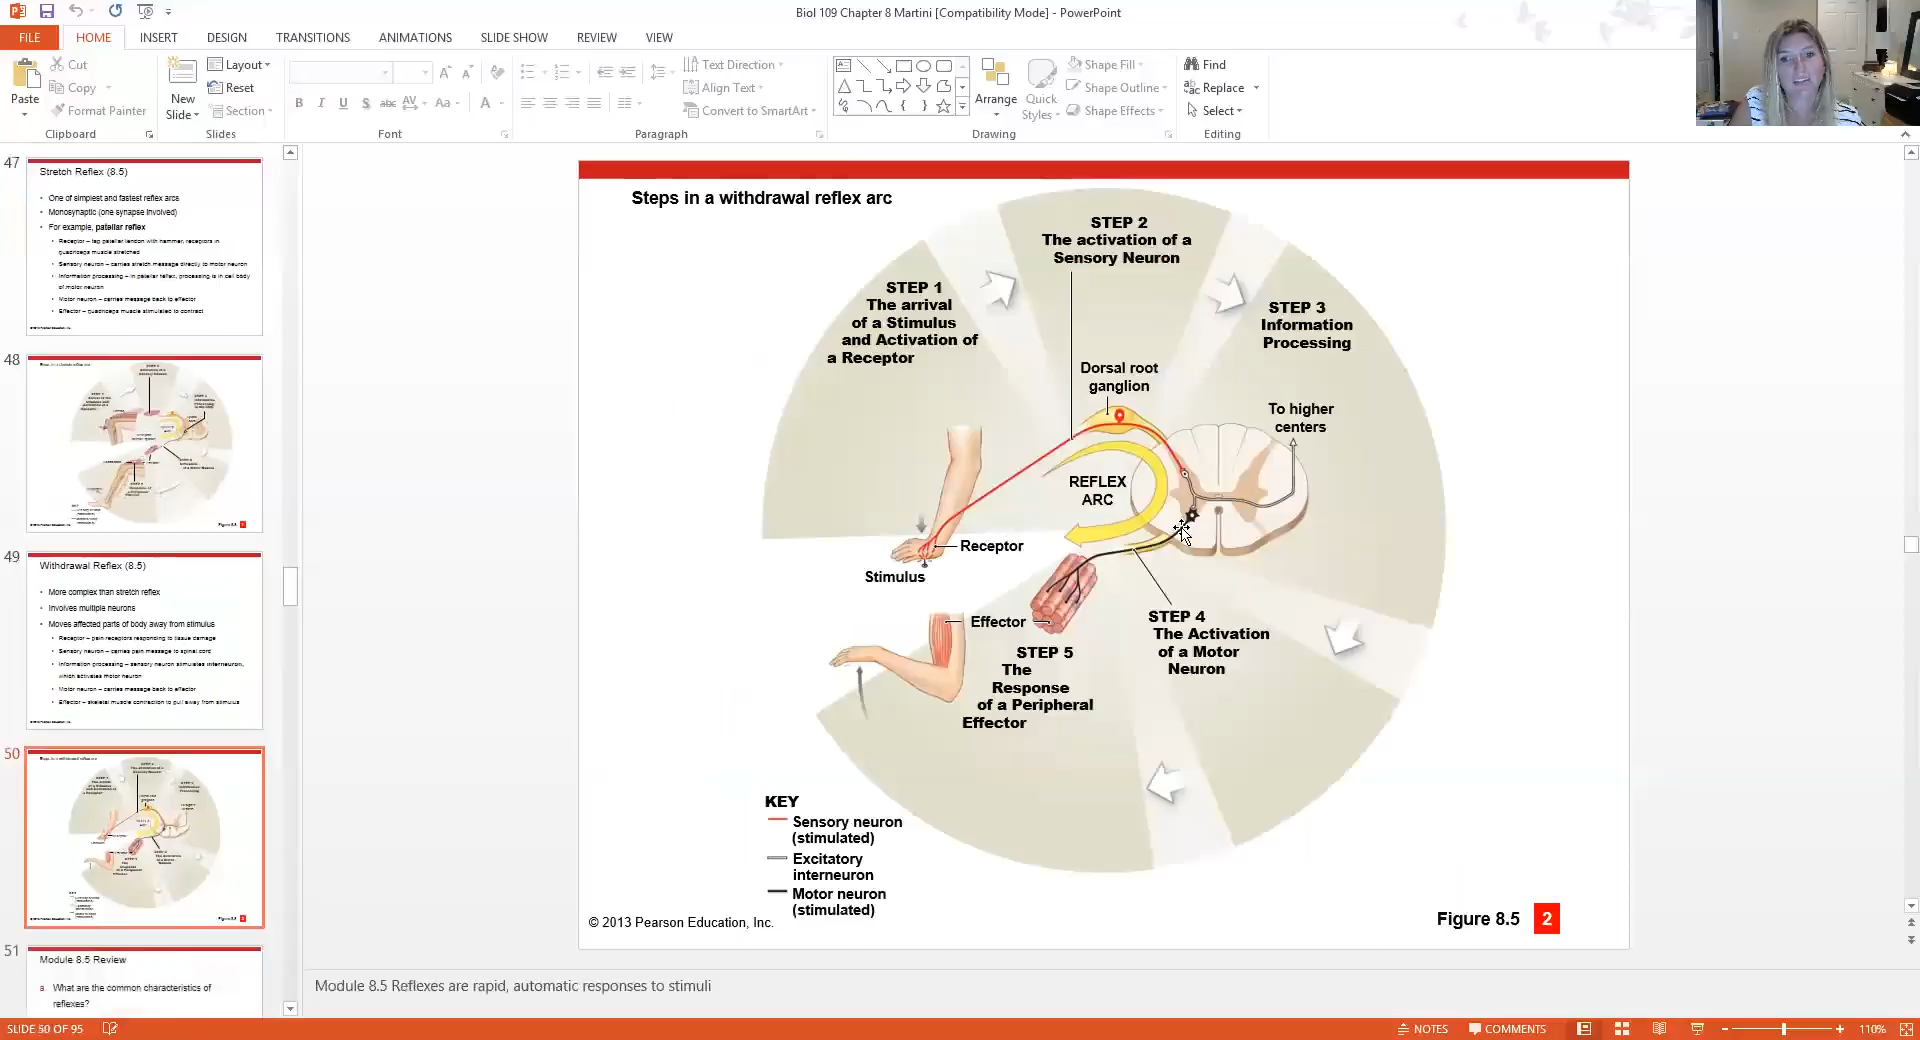 Biol 109 Chapter 8 Martini [Compatibility Mode] - PowerPoint
FILE
HOME
INSERT
DESIGN
TRANSITIONS
ANIMATIONS
SLIDE SHOW
REVIEW
VIEW
Paste
Cut
Copy
Format Painter
Clipboard
New
Slide
Layout
Reset
Section
Slides
B I U S abc AV Aa A
Font
Text Direction
Align Text
Convert to SmartArt
Paragraph
Arrange
Quick
Styles
Shape Fill
Shape Outline
Shape Effects
Drawing
Find
Replace
Select
Editing
47
Stretch Reflex (8.5)
• One of simplest and fastest reflex arcs
• Monosynaptic (one synapse involved)
• For example, patellar reflex
• Receptor – tap patellar tendon with hammer, receptors in
quadriceps muscle stretched
• Sensory neuron – carries stretch message directly to motor neuron
• Information processing – in patellar reflex, processing is in cell body
of motor neuron
• Motor neuron – carries message back to effector
• Effector – quadriceps muscle stimulated to contract
48
49
Withdrawal Reflex (8.5)
• More complex than stretch reflex
• Involves multiple neurons
• Moves affected parts of body away from stimulus
• Receptor – pain receptors responding to tissue damage
• Sensory neuron – carries pain message to spinal cord
• Information processing – sensory neuron stimulates interneuron,
which activates motor neuron
• Motor neuron – carries message back to effector
• Effector – skeletal muscle contraction to pull away from stimulus
50
51
Module 8.5 Review
a. What are the common characteristics of
reflexes?
Steps in a withdrawal reflex arc
STEP 1
The arrival
of a Stimulus
and Activation of
a Receptor
STEP 2
The activation of a
Sensory Neuron
STEP 3
Information
Processing
Dorsal root
ganglion
To higher
centers
REFLEX
ARC
Receptor
Stimulus
Effector
STEP 4
The Activation
of a Motor
Neuron
STEP 5
The
Response
of a Peripheral
Effector
KEY
Sensory neuron
(stimulated)
Excitatory
interneuron
Motor neuron
(stimulated)
© 2013 Pearson Education, Inc.
Figure 8.5 2
Module 8.5 Reflexes are rapid, automatic responses to stimuli
SLIDE 50 OF 95
NOTES
COMMENTS
110%